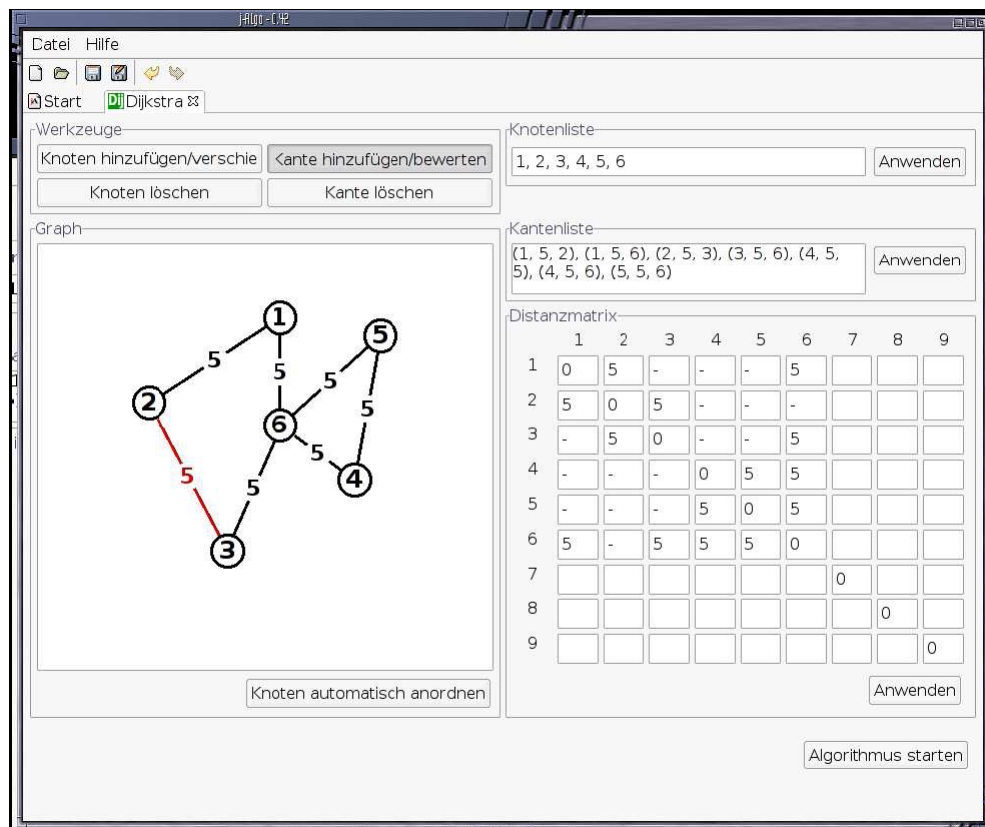 j-Algo - 0.42
Datei Hilfe
Start Dj Dijkstra
Werkzeuge
Knoten hinzufügen/verschie Kante hinzufügen/bewerten
Knoten löschen Kante löschen
Graph
1
5
5
5
5
2
5
6
5
5
4
5
3
Knoten automatisch anordnen
Knotenliste
1, 2, 3, 4, 5, 6 Anwenden
Kantenliste
(1, 5, 2), (1, 5, 6), (2, 5, 3), (3, 5, 6), (4, 5,
5), (4, 5, 6), (5, 5, 6)
Anwenden
Distanzmatrix
1 2 3 4 5 6 7 8 9
1 0 5 - - - 5
2 5 0 5 - - -
3 - 5 0 - - 5
4 - - - 0 5 5
5 - - - 5 0 5
6 5 - 5 5 5 0
7 0
8 0
9 0
Anwenden
Algorithmus starten